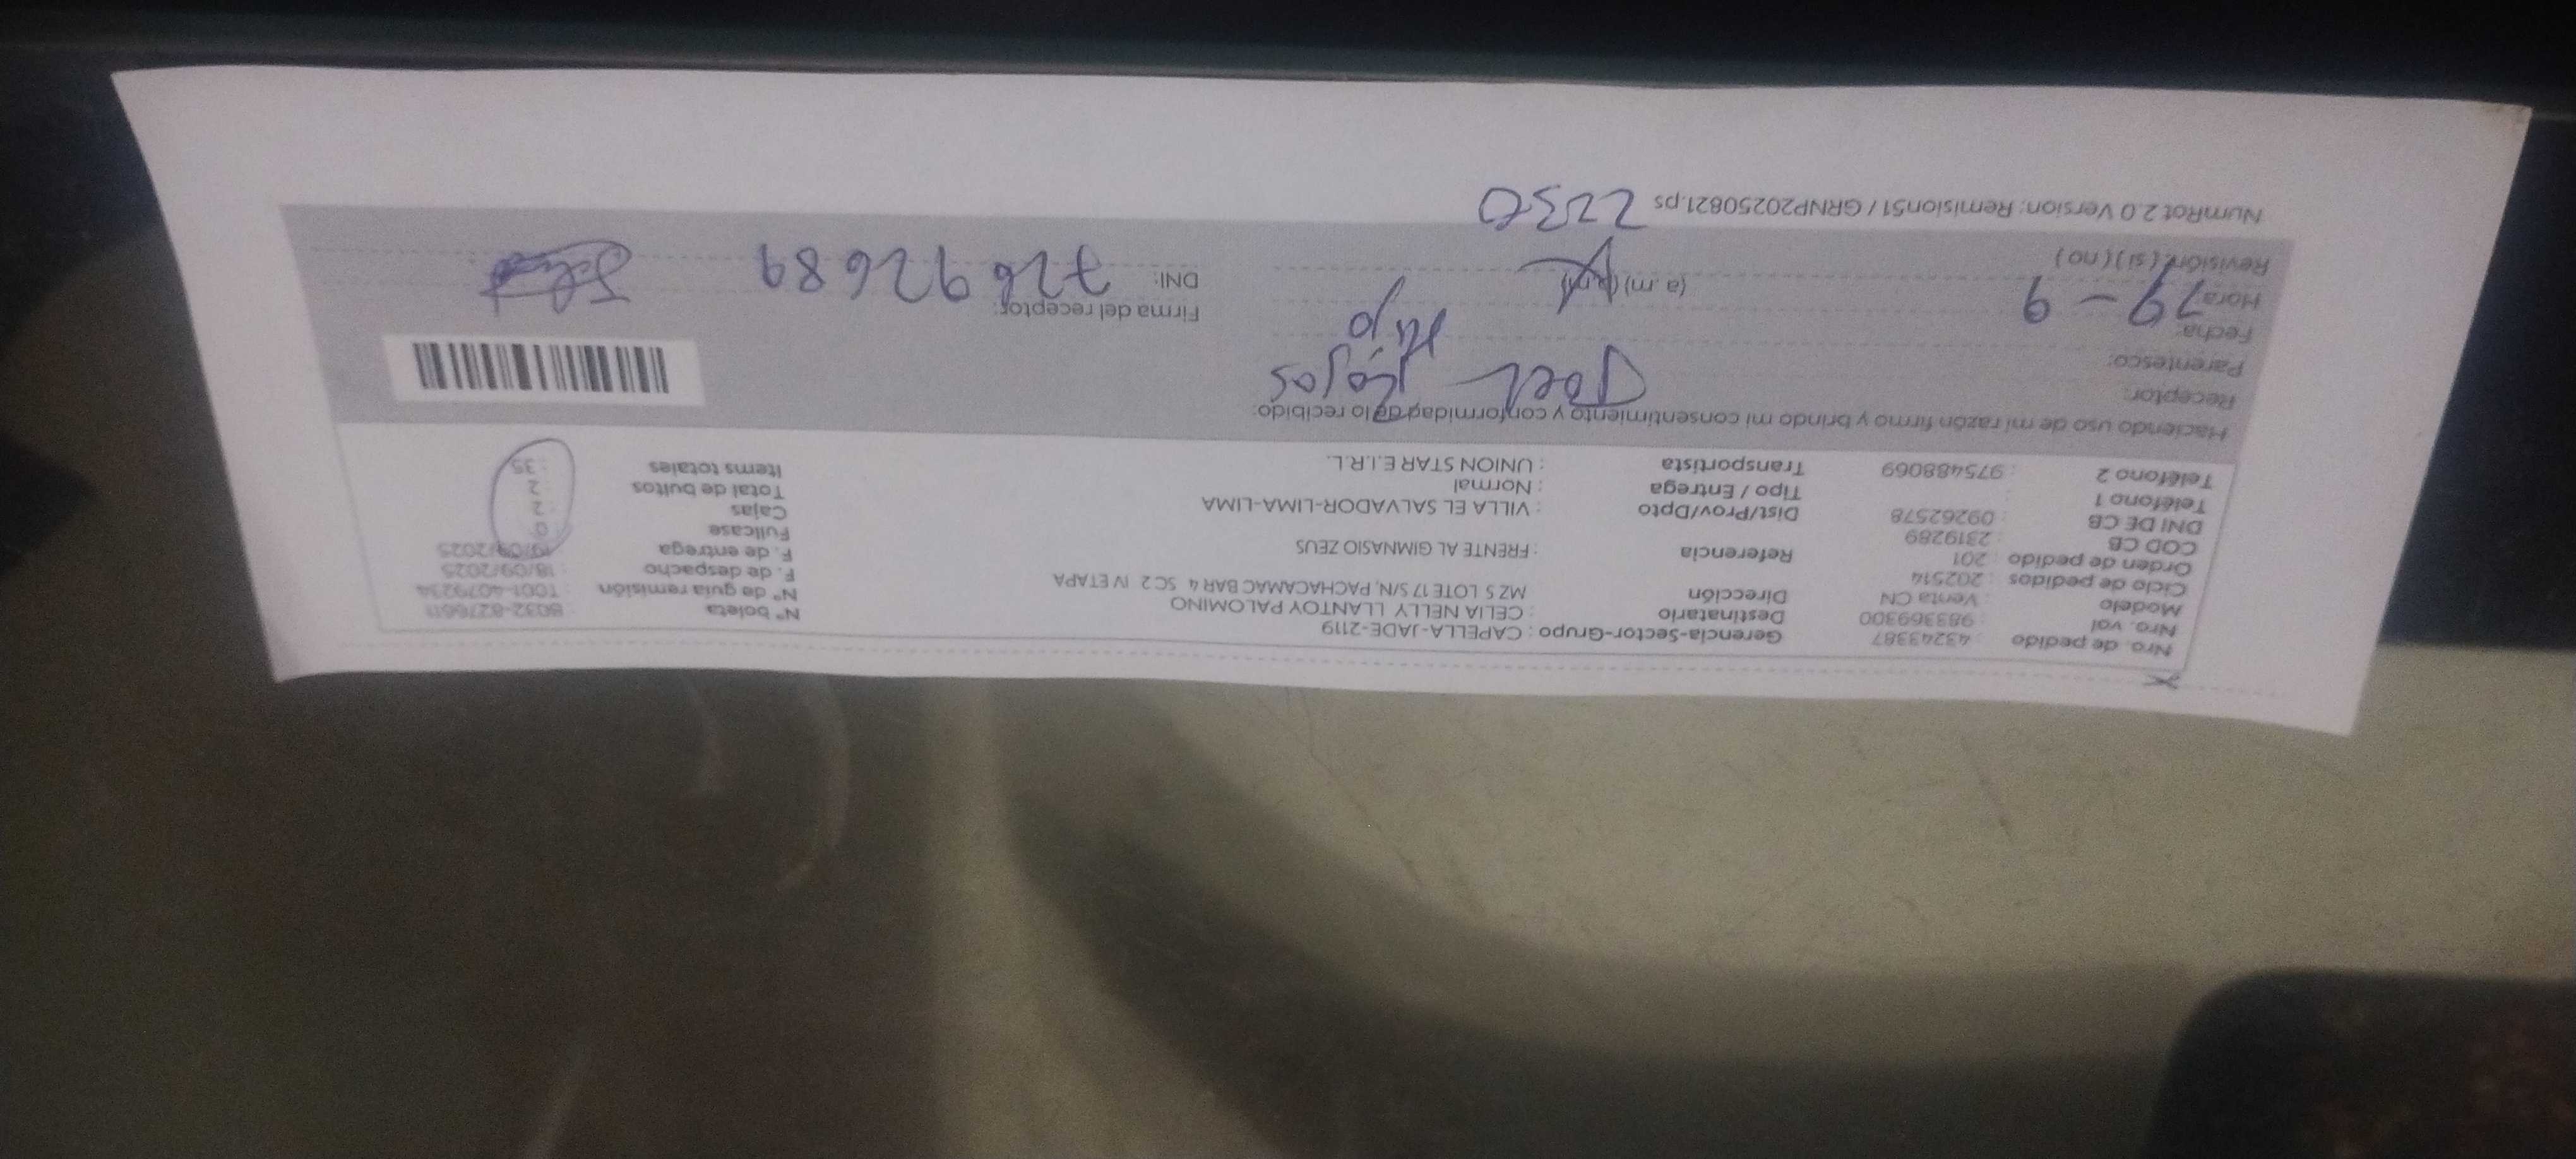 Nro. de pedido : 43243387 Gerencia-Sector-Grupo : CAPELLA-JADE-2119 N° boleta : B032-8276611
Nro. val : 983369300 Destinatario : CELIA NELLY LLANTOY PALOMINO N° de guía remisión : T001-4079234
Modelo : Venta CN Dirección MZ S LOTE 17 S/N, PACHACAMAC BAR 4 SC 2 IV ETAPA F. de despacho : 18/09/2025
Ciclo de pedidos : 202514 F. de entrega : 19/09/2025
Orden de pedido : 201 Referencia : FRENTE AL GIMNASIO ZEUS Fullcase : 0
COD CB : 2319289 Cajas : 2
DNI DE CB : 09262578 Dist/Prov/Dpto : VILLA EL SALVADOR-LIMA-LIMA Total de bultos : 2
Teléfono 1 : Tipo / Entrega : Normal Items totales : 35
Teléfono 2 : 975488069 Transportista : UNION STAR E.I.R.L.
Haciendo uso de mi razón firmo y brindo mi consentimiento y conformidad de lo recibido:
Receptor: Joel
Parentesco: Hijo
Fecha: 19-9
Hora: (a.m) (p.m) Firma del receptor:
Revisión: (si) (no) DNI: 72692689
NumRot 2.0 Version: Remision51 / GRNP20250821.ps 2230